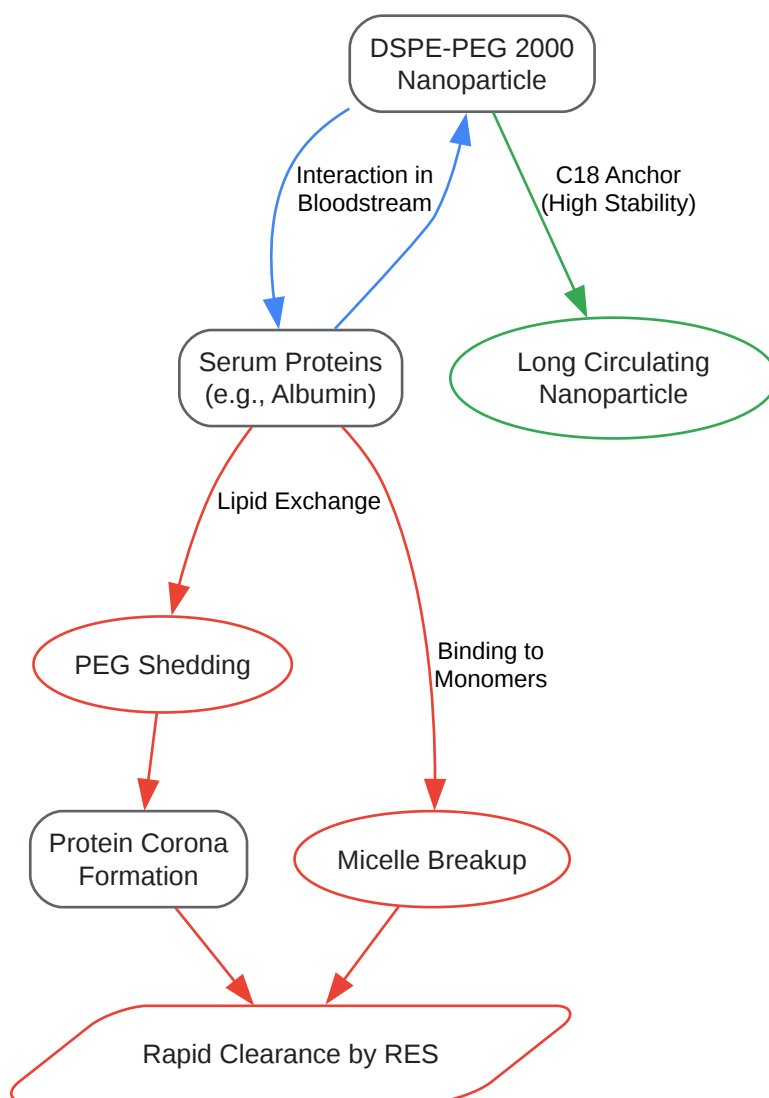 DSPE-PEG 2000
Nanoparticle
Interaction in
Bloodstream
C18 Anchor
(High Stability)
Serum Proteins
(e.g., Albumin)
Long Circulating
Nanoparticle
Lipid Exchange
PEG Shedding
Binding to
Monomers
Protein Corona
Formation
Micelle Breakup
Rapid Clearance by RES